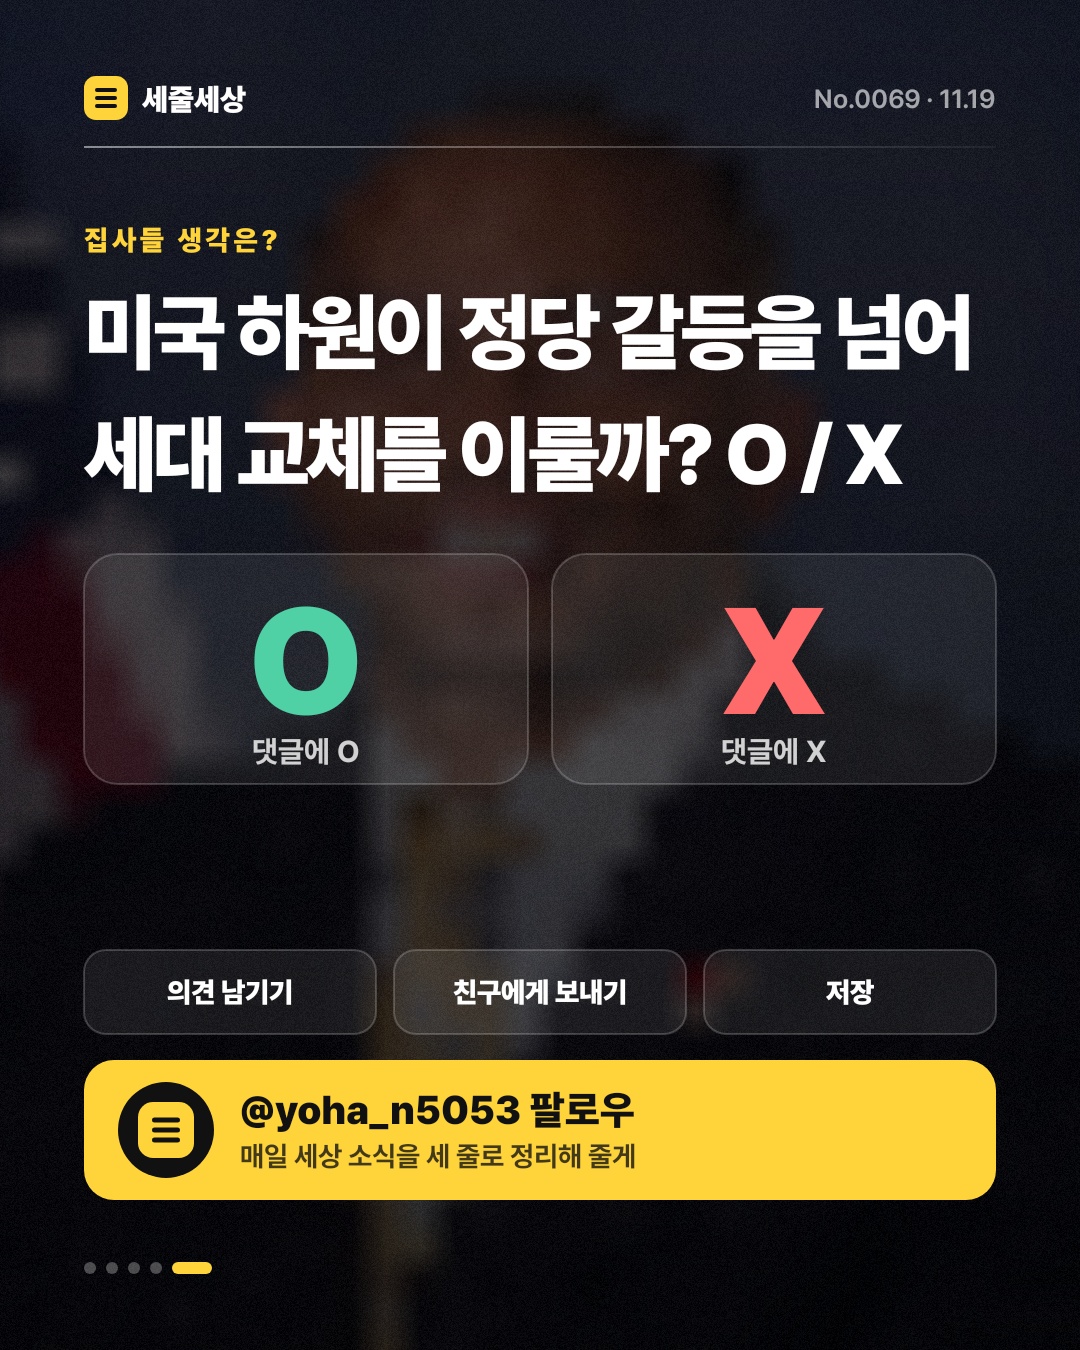 세줄세상
No.0069 · 11.19
집사들 생각은?
미국 하원이 정당 갈등을 넘어
세대 교체를 이룰까? O / X
O
댓글에 O
X
댓글에 X
의견 남기기
친구에게 보내기
저장
@yoha_n5053 팔로우
매일 세상 소식을 세 줄로 정리해 줄게